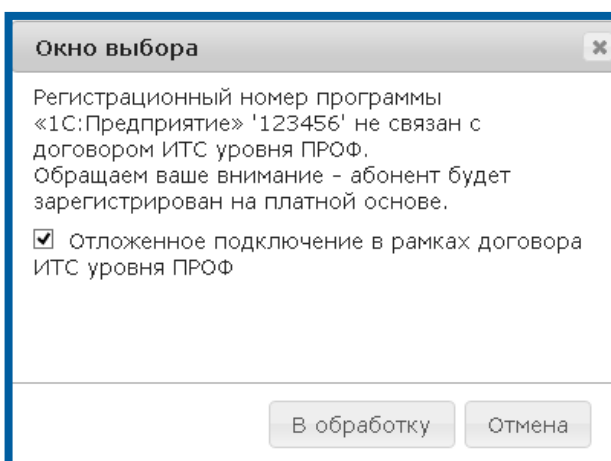 Окно выбора
Регистрационный номер программы
«1С:Предприятие» '123456' не связан с
договором ИТС уровня ПРОФ.
Обращаем ваше внимание – абонент будет
зарегистрирован на платной основе.
Отложенное подключение в рамках договора
ИТС уровня ПРОФ
В обработку Отмена